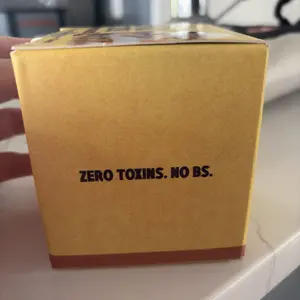 ZERO TOXINS. NO BS.